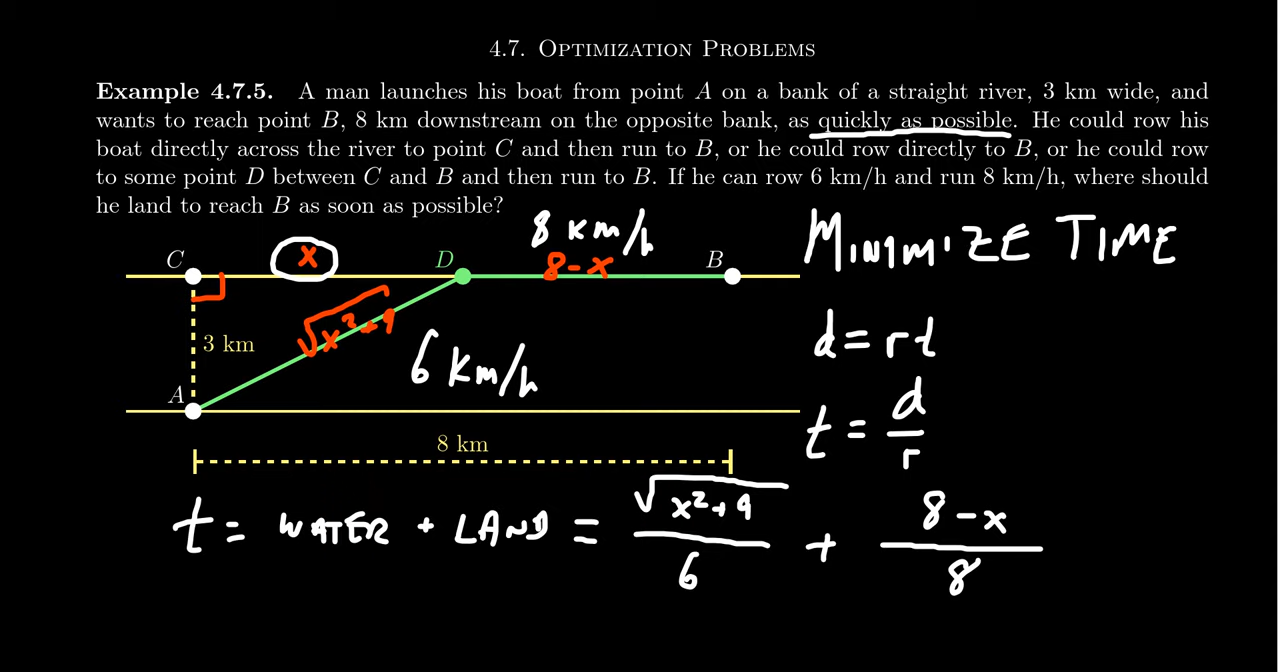 4.7. OPTIMIZATION PROBLEMS
Example 4.7.5. A man launches his boat from point A on a bank of a straight river, 3 km wide, and
wants to reach point B, 8 km downstream on the opposite bank, as quickly as possible. He could row his
boat directly across the river to point C and then run to B, or he could row directly to B, or he could row
to some point D between C and B and then run to B. If he can row 6 km/h and run 8 km/h, where should
he land to reach B as soon as possible?
8 Km/h
MINIMIZE TIME
C x D 8-x B
√x²+9
3 km
6 Km/h
d = rt
A
t = d/r
8 km
t = WATER + LAND = √x²+9/6 + 8-x/8